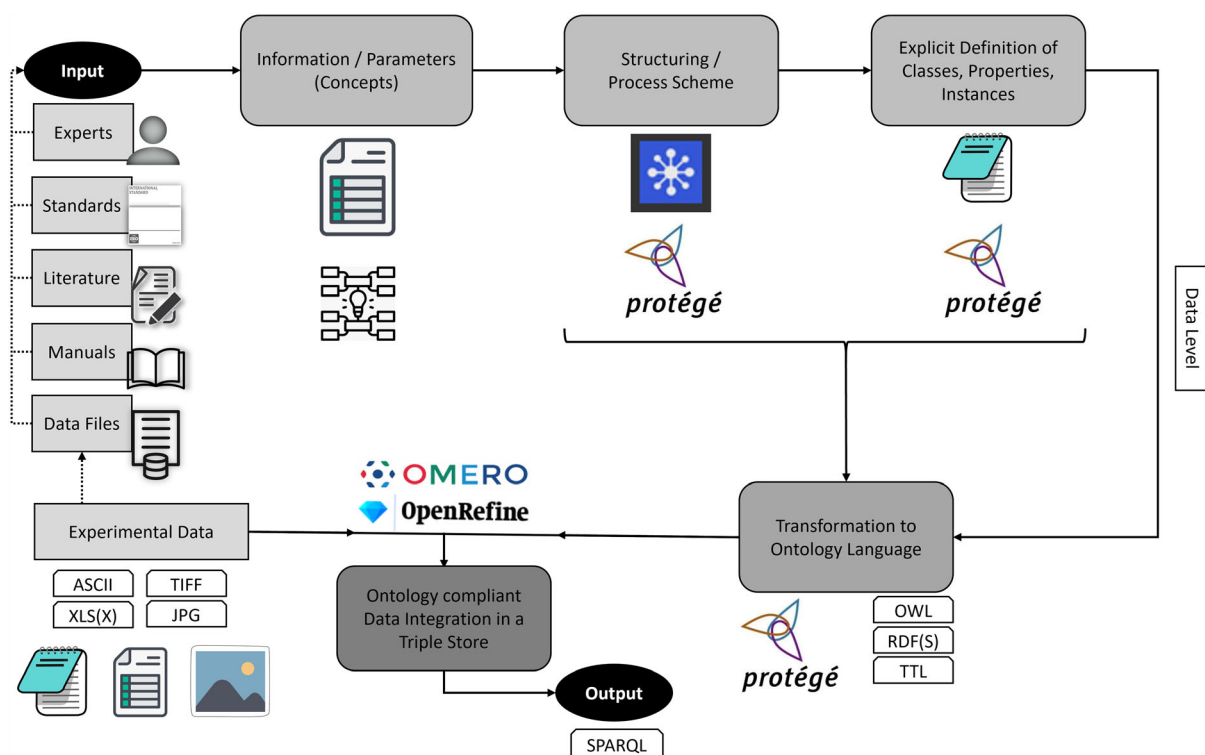 Input
Information / Parameters
(Concepts)
Structuring /
Process Scheme
Explicit Definition of
Classes, Properties,
Instances
Experts
Standards
INTERNATIONAL
STANDARD
Literature
Manuals
Data Files
protégé
protégé
Data Level
OMERO
OpenRefine
Experimental Data
ASCII
TIFF
XLS(X)
JPG
Transformation to
Ontology Language
Ontology compliant
Data Integration in a
Triple Store
protégé
OWL
RDF(S)
TTL
Output
SPARQL